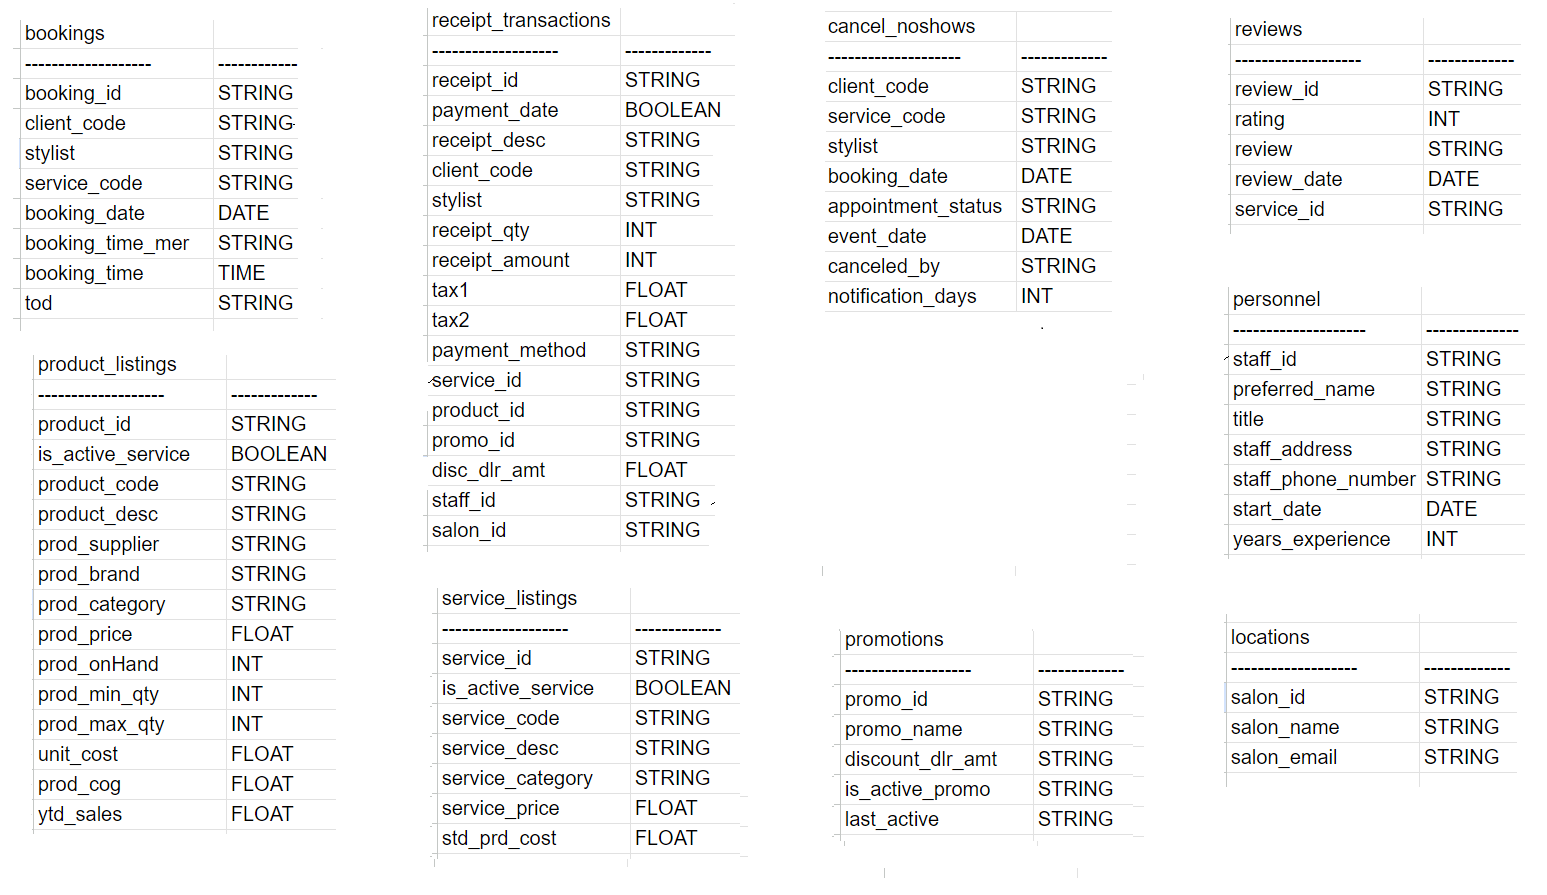 bookings
------------------- ------------
booking_id STRING
client_code STRING
stylist STRING
service_code STRING
booking_date DATE
booking_time_mer STRING
booking_time TIME
tod STRING
product_listings
------------------- -------------
product_id STRING
is_active_service BOOLEAN
product_code STRING
product_desc STRING
prod_supplier STRING
prod_brand STRING
prod_category STRING
prod_price FLOAT
prod_onHand INT
prod_min_qty INT
prod_max_qty INT
unit_cost FLOAT
prod_cog FLOAT
ytd_sales FLOAT
receipt_transactions
------------------- -------------
receipt_id STRING
payment_date BOOLEAN
receipt_desc STRING
client_code STRING
stylist STRING
receipt_qty INT
receipt_amount INT
tax1 FLOAT
tax2 FLOAT
payment_method STRING
service_id STRING
product_id STRING
promo_id STRING
disc_dlr_amt FLOAT
staff_id STRING
salon_id STRING
service_listings
------------------- -------------
service_id STRING
is_active_service BOOLEAN
service_code STRING
service_desc STRING
service_category STRING
service_price FLOAT
std_prd_cost FLOAT
cancel_noshows
-------------------- -------------
client_code STRING
service_code STRING
stylist STRING
booking_date DATE
appointment_status STRING
event_date DATE
canceled_by STRING
notification_days INT
promotions
------------------- -------------
promo_id STRING
promo_name STRING
discount_dlr_amt STRING
is_active_promo STRING
last_active STRING
reviews
------------------- -------------
review_id STRING
rating INT
review STRING
review_date DATE
service_id STRING
personnel
-------------------- --------------
staff_id STRING
preferred_name STRING
title STRING
staff_address STRING
staff_phone_number STRING
start_date DATE
years_experience INT
locations
------------------- -------------
salon_id STRING
salon_name STRING
salon_email STRING